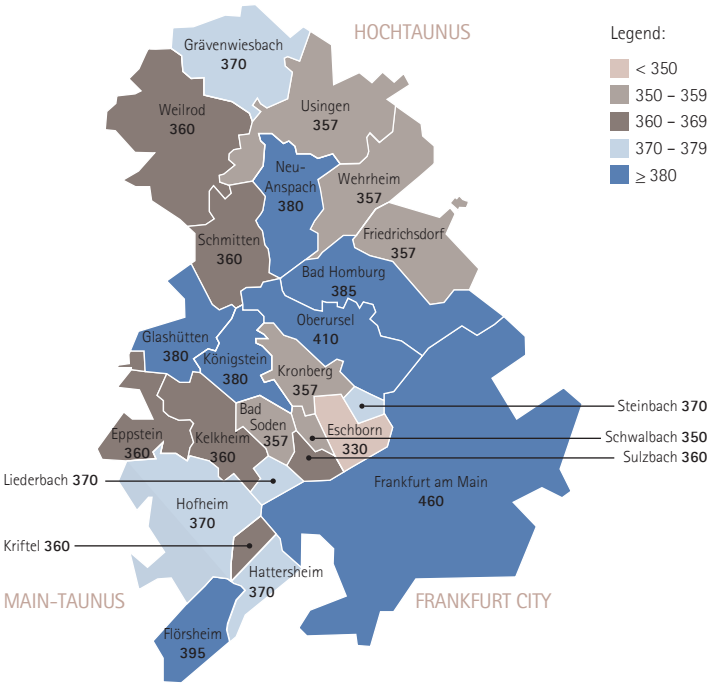 HOCHTAUNUS
Legend:
< 350
350 – 359
360 – 369
370 – 379
≥ 380
Grävenwiesbach
370
Weilrod
360
Usingen
357
Neu-
Anspach
380
Wehrheim
357
Schmitten
360
Friedrichsdorf
357
Bad Homburg
385
Oberursel
410
Glashütten
380
Königstein
380
Kronberg
357
Steinbach 370
Bad
Soden
357
Eschborn
330
Schwalbach 350
Sulzbach 360
Eppstein
360
Kelkheim
360
Liederbach 370
Frankfurt am Main
460
Hofheim
370
Kriftel 360
Hattersheim
370
MAIN-TAUNUS
FRANKFURT CITY
Flörsheim
395